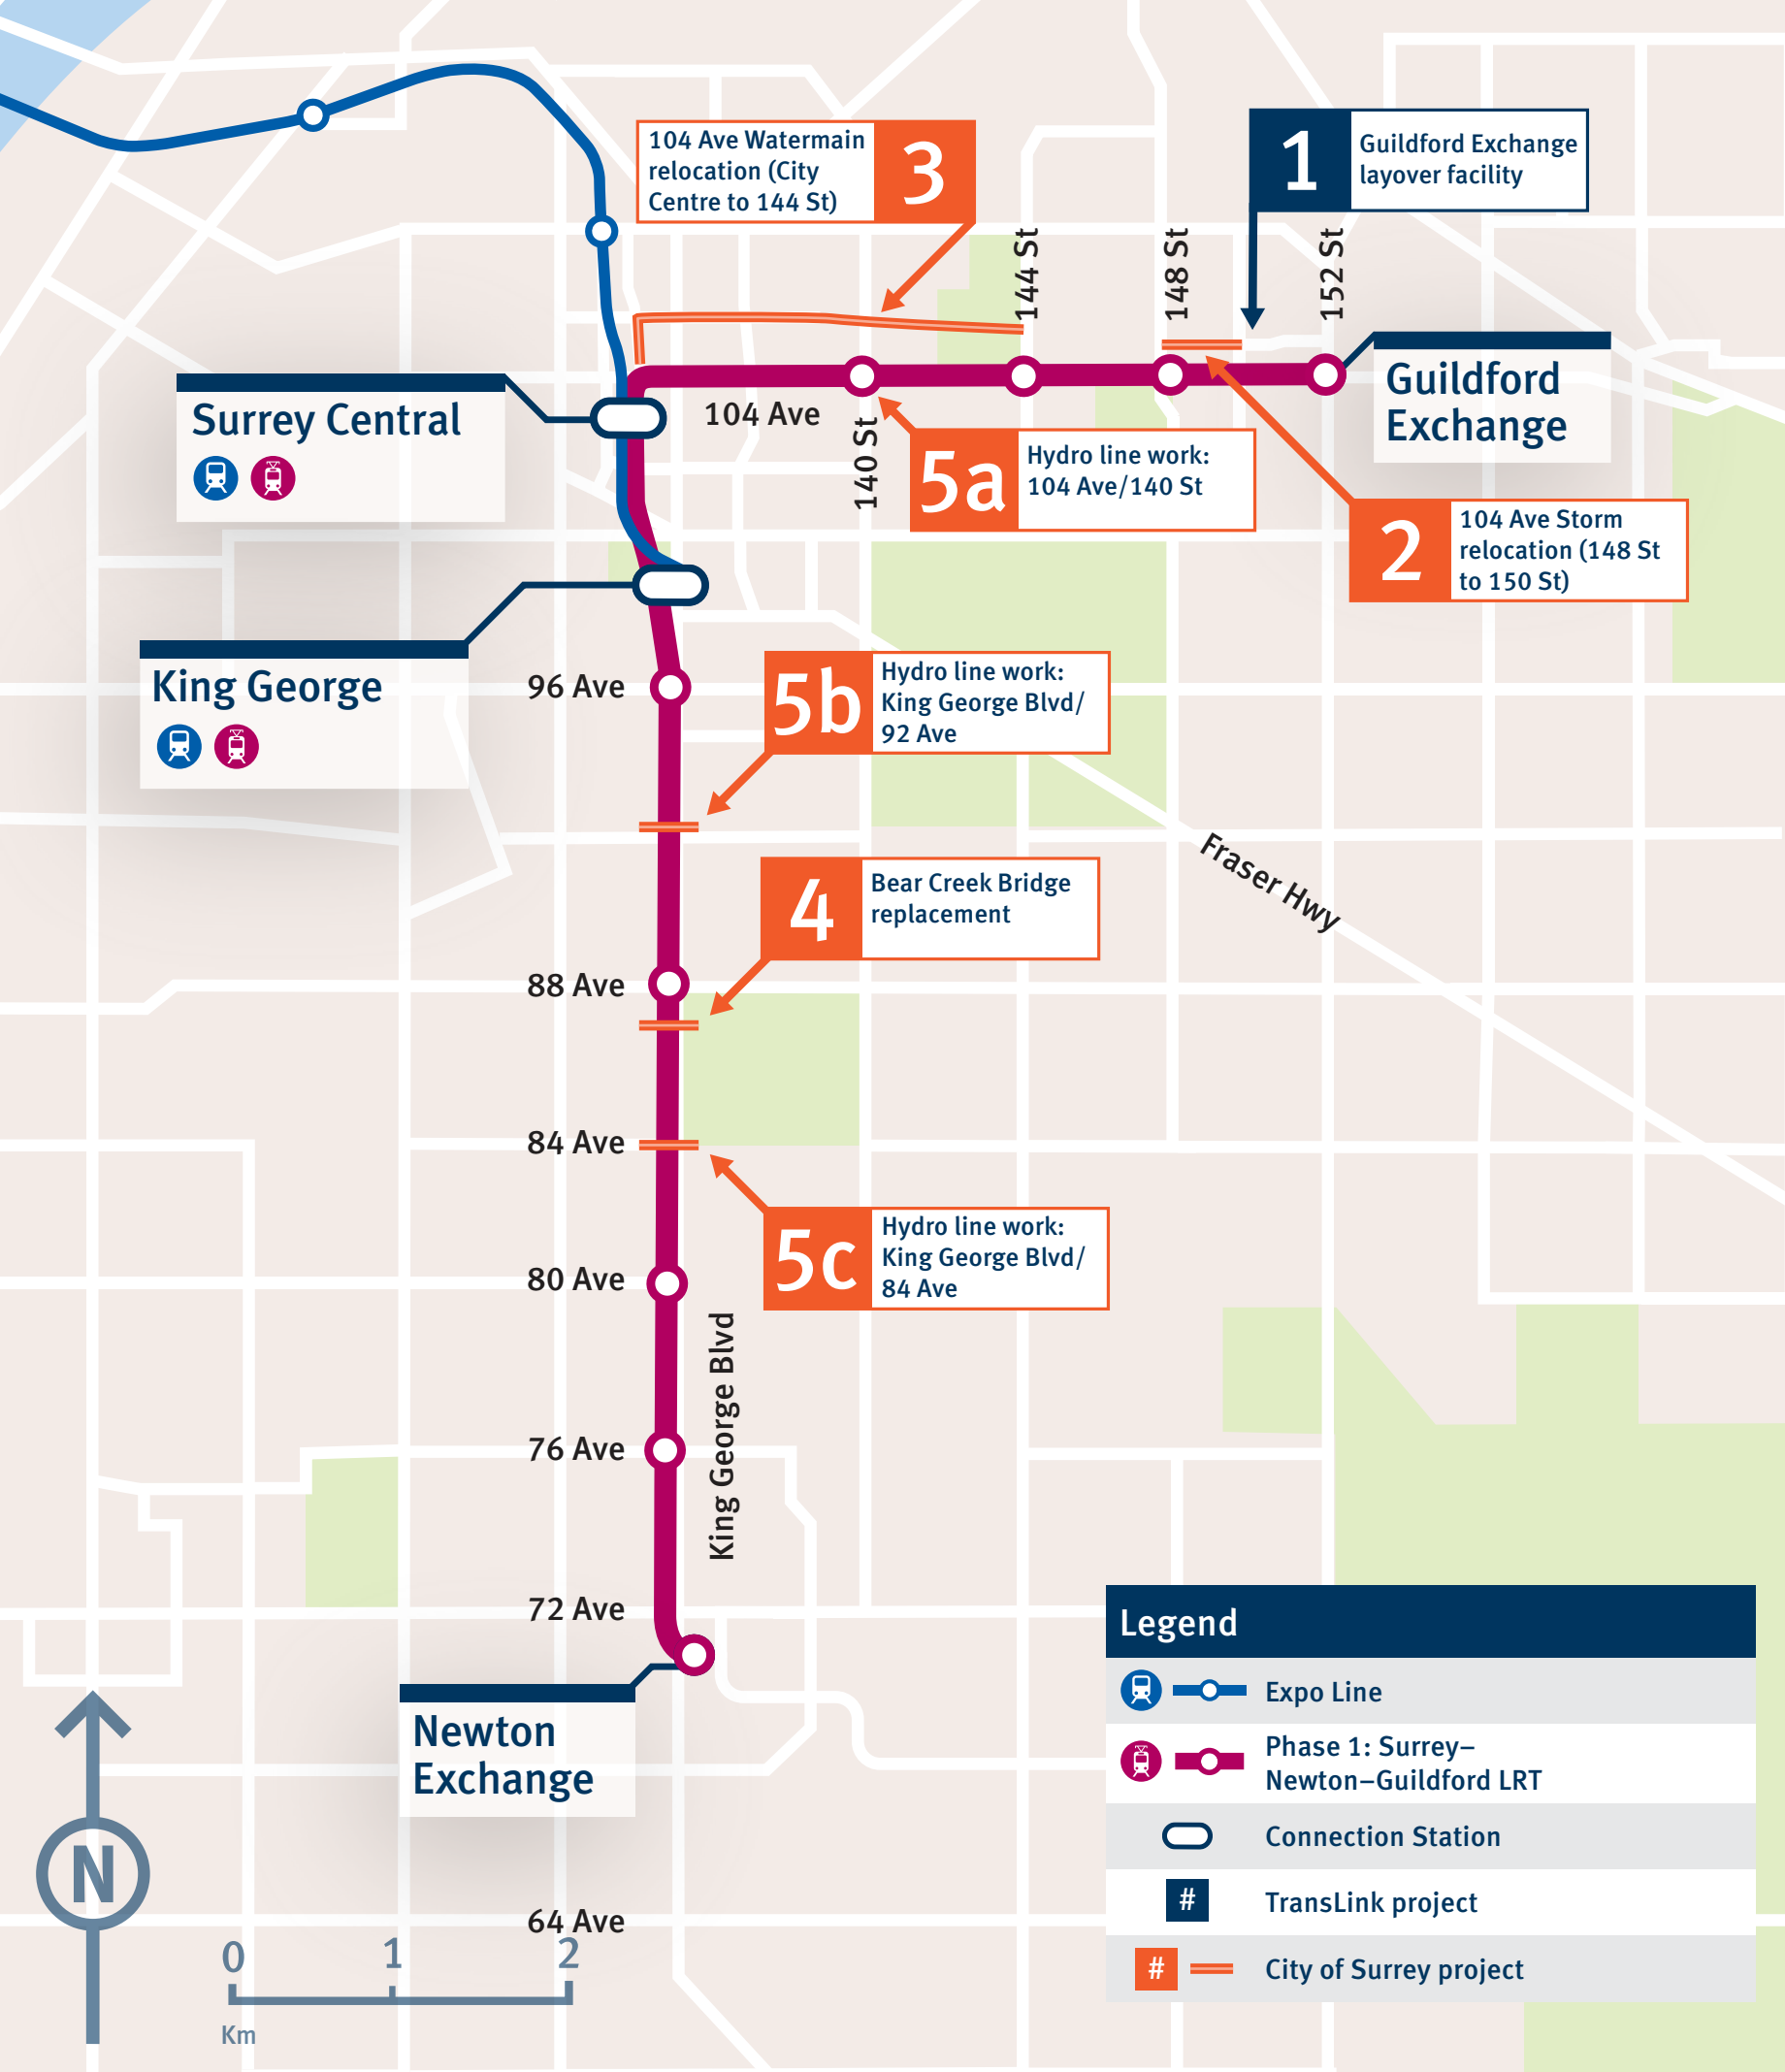 104 Ave Watermain
relocation (City
Centre to 144 St)
3
1
Guildford Exchange
layover facility
144 St
148 St
152 St
Surrey Central
104 Ave
140 St
Guildford
Exchange
5a
Hydro line work:
104 Ave/140 St
2
104 Ave Storm
relocation (148 St
to 150 St)
King George
96 Ave
5b
Hydro line work:
King George Blvd/
92 Ave
Fraser Hwy
4
Bear Creek Bridge
replacement
88 Ave
84 Ave
5c
Hydro line work:
King George Blvd/
84 Ave
80 Ave
King George Blvd
76 Ave
72 Ave
Newton
Exchange
64 Ave
N
0 1 2
Km
Legend
Expo Line
Phase 1: Surrey–
Newton–Guildford LRT
Connection Station
# TransLink project
# City of Surrey project